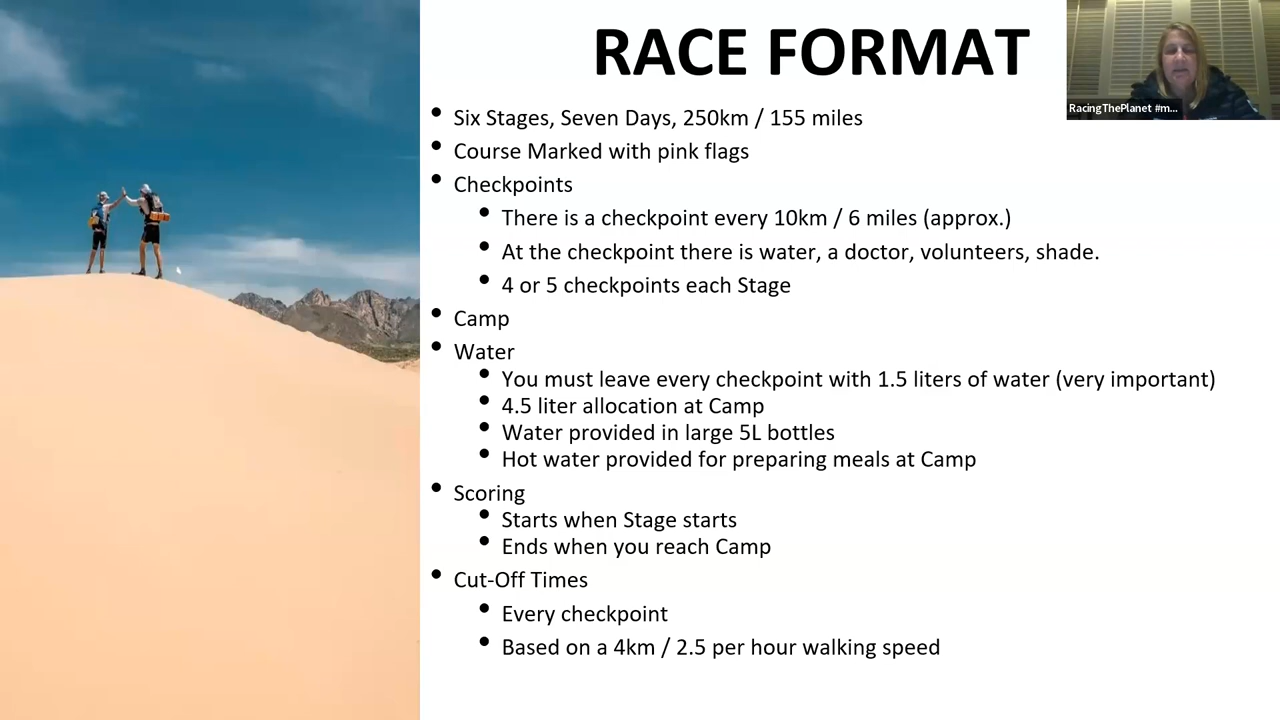 RACE FORMAT
RacingThePlanet #m...
• Six Stages, Seven Days, 250km / 155 miles
• Course Marked with pink flags
• Checkpoints
• There is a checkpoint every 10km / 6 miles (approx.)
• At the checkpoint there is water, a doctor, volunteers, shade.
• 4 or 5 checkpoints each Stage
• Camp
• Water
• You must leave every checkpoint with 1.5 liters of water (very important)
• 4.5 liter allocation at Camp
• Water provided in large 5L bottles
• Hot water provided for preparing meals at Camp
• Scoring
• Starts when Stage starts
• Ends when you reach Camp
• Cut-Off Times
• Every checkpoint
• Based on a 4km / 2.5 per hour walking speed